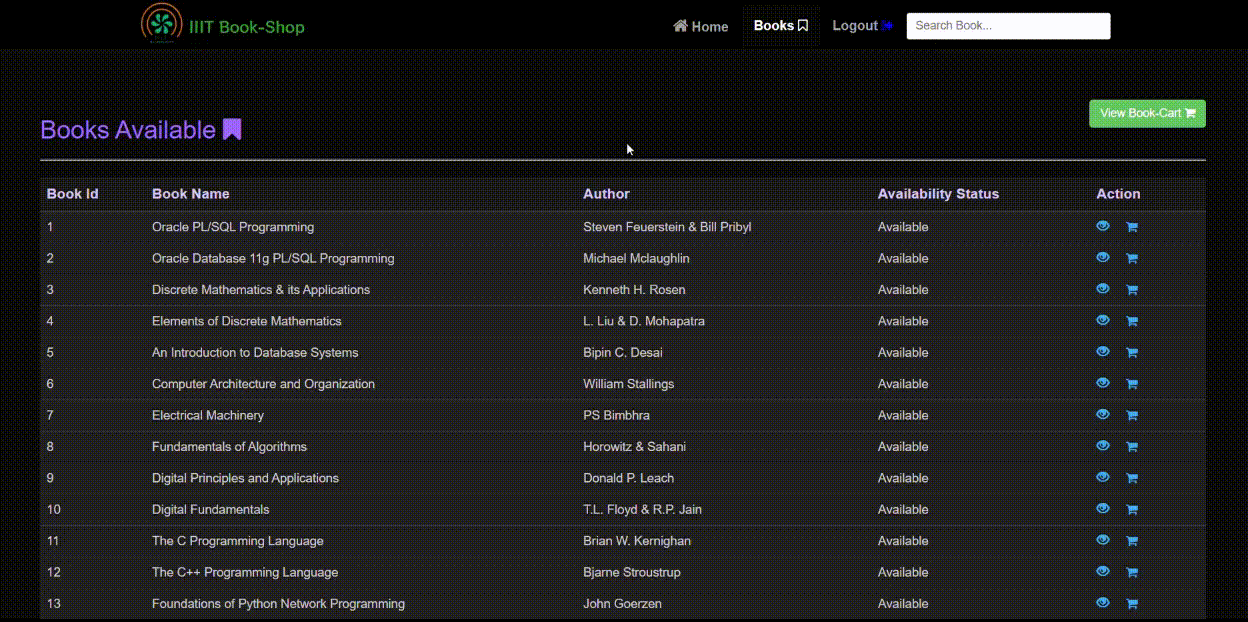 IIIT Book-Shop Home Books Logout Search Book...
View Book-Cart
Books Available
Book Id Book Name Author Availability Status Action
1 Oracle PL/SQL Programming Steven Feuerstein & Bill Pribyl Available
2 Oracle Database 11g PL/SQL Programming Michael Mclaughlin Available
3 Discrete Mathematics & its Applications Kenneth H. Rosen Available
4 Elements of Discrete Mathematics L. Liu & D. Mohapatra Available
5 An Introduction to Database Systems Bipin C. Desai Available
6 Computer Architecture and Organization William Stallings Available
7 Electrical Machinery PS Bimbhra Available
8 Fundamentals of Algorithms Horowitz & Sahani Available
9 Digital Principles and Applications Donald P. Leach Available
10 Digital Fundamentals T.L. Floyd & R.P. Jain Available
11 The C Programming Language Brian W. Kernighan Available
12 The C++ Programming Language Bjarne Stroustrup Available
13 Foundations of Python Network Programming John Goerzen Available